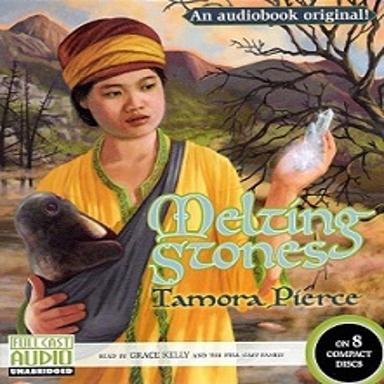 An audiobook original!
Melting
Stones
Tamora Pierce
FULL CAST
AUDIO
UNABRIDGED
READ BY GRACE KELLY AND THE FULL CAST FAMILY
ON 8
COMPACT
DISCS